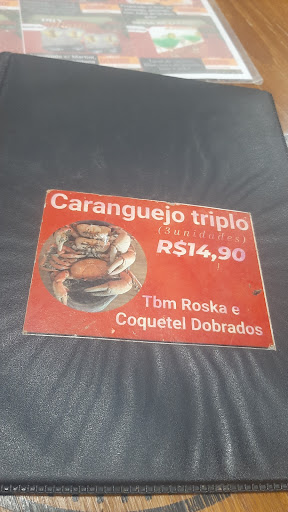 Caranguejo triplo
(3unidades)
R$14,90
Tbm Roska e
Coquetel Dobrados